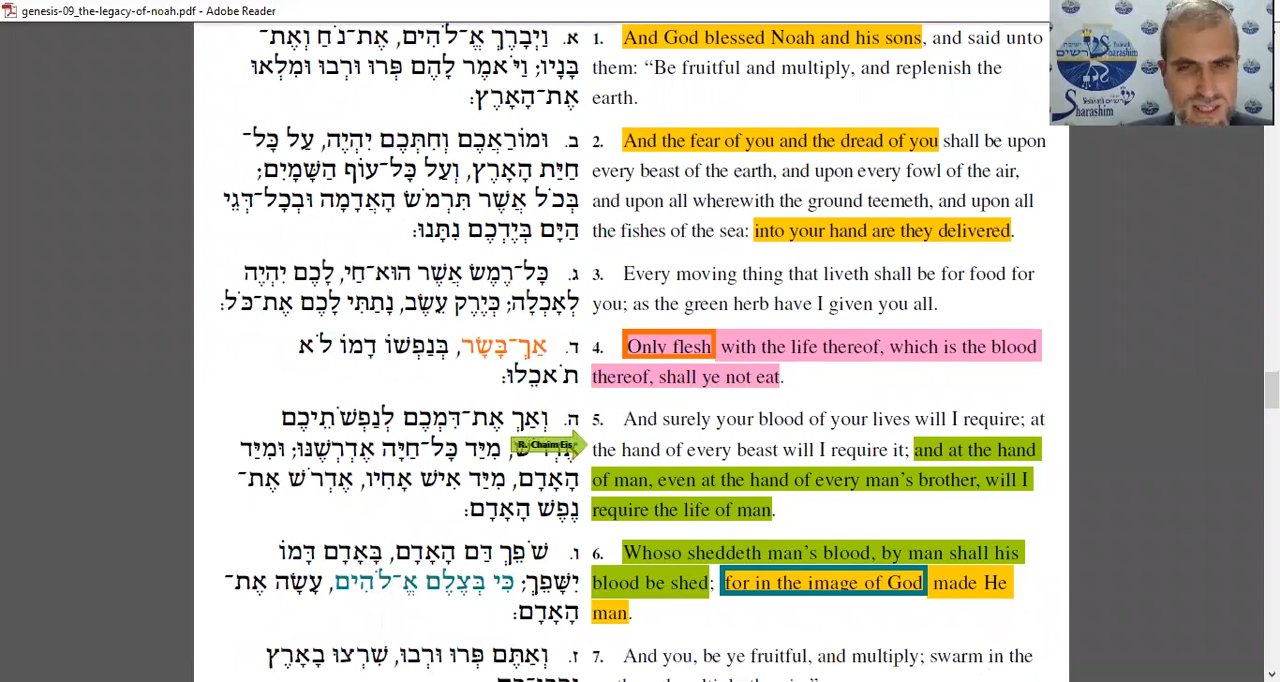 genesis-09_the-legacy-of-noah.pdf - Adobe Reader
א. וַיְבָרֶךְ אֱ־לֹהִים, אֶת־נֹחַ וְאֶת־
בָּנָיו; וַיֹּאמֶר לָהֶם פְּרוּ וּרְבוּ וּמִלְאוּ
אֶת־הָאָרֶץ:
1. And God blessed Noah and his sons, and said unto
them: “Be fruitful and multiply, and replenish the
earth.
ב. וּמוֹרַאֲכֶם וְחִתְּכֶם יִהְיֶה, עַל כָּל־
חַיַּת הָאָרֶץ, וְעַל כָּל־עוֹף הַשָּׁמָיִם;
בְּכֹל אֲשֶׁר תִּרְמֹשׂ הָאֲדָמָה וּבְכָל־דְּגֵי
הַיָּם בְּיֶדְכֶם נִתָּנוּ:
2. And the fear of you and the dread of you shall be upon
every beast of the earth, and upon every fowl of the air,
and upon all wherewith the ground teemeth, and upon all
the fishes of the sea: into your hand are they delivered.
ג. כָּל־רֶמֶשׂ אֲשֶׁר הוּא־חַי, לָכֶם יִהְיֶה
לְאָכְלָה; כְּיֶרֶק עֵשֶׂב, נָתַתִּי לָכֶם אֶת־כֹּל:
3. Every moving thing that liveth shall be for food for
you; as the green herb have I given you all.
ד. אַךְ־בָּשָׂר, בְּנַפְשׁוֹ דָמוֹ לֹא
תֹאכֵלוּ:
4. Only flesh with the life thereof, which is the blood
thereof, shall ye not eat.
ה. וְאַךְ אֶת־דִּמְכֶם לְנַפְשֹׁתֵיכֶם
מִיַּד כָּל־חַיָּה אֶדְרְשֶׁנּוּ; וּמִיַּד
הָאָדָם, מִיַּד אִישׁ אָחִיו, אֶדְרֹשׁ אֶת־
נֶפֶשׁ הָאָדָם:
R. Chaim Eis
5. And surely your blood of your lives will I require; at
the hand of every beast will I require it; and at the hand
of man, even at the hand of every man’s brother, will I
require the life of man.
ו. שֹׁפֵךְ דַּם הָאָדָם, בָּאָדָם דָּמוֹ
יִשָּׁפֵךְ; כִּי בְּצֶלֶם אֱ־לֹהִים, עָשָׂה אֶת־
הָאָדָם:
6. Whoso sheddeth man’s blood, by man shall his
blood be shed; for in the image of God made He
man.
ז. וְאַתֶּם פְּרוּ וּרְבוּ, שִׁרְצוּ בָאָרֶץ
7. And you, be ye fruitful, and multiply; swarm in the
Sharashim